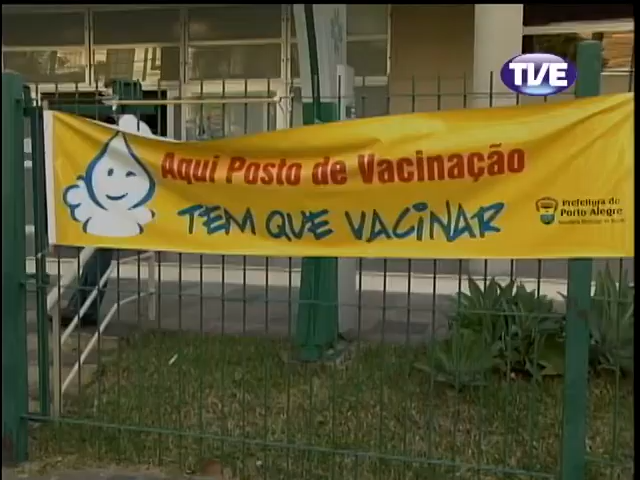 TVE
Aqui Posto de Vacinação
TEM QUE VACINAR
Prefeitura de
Porto Alegre